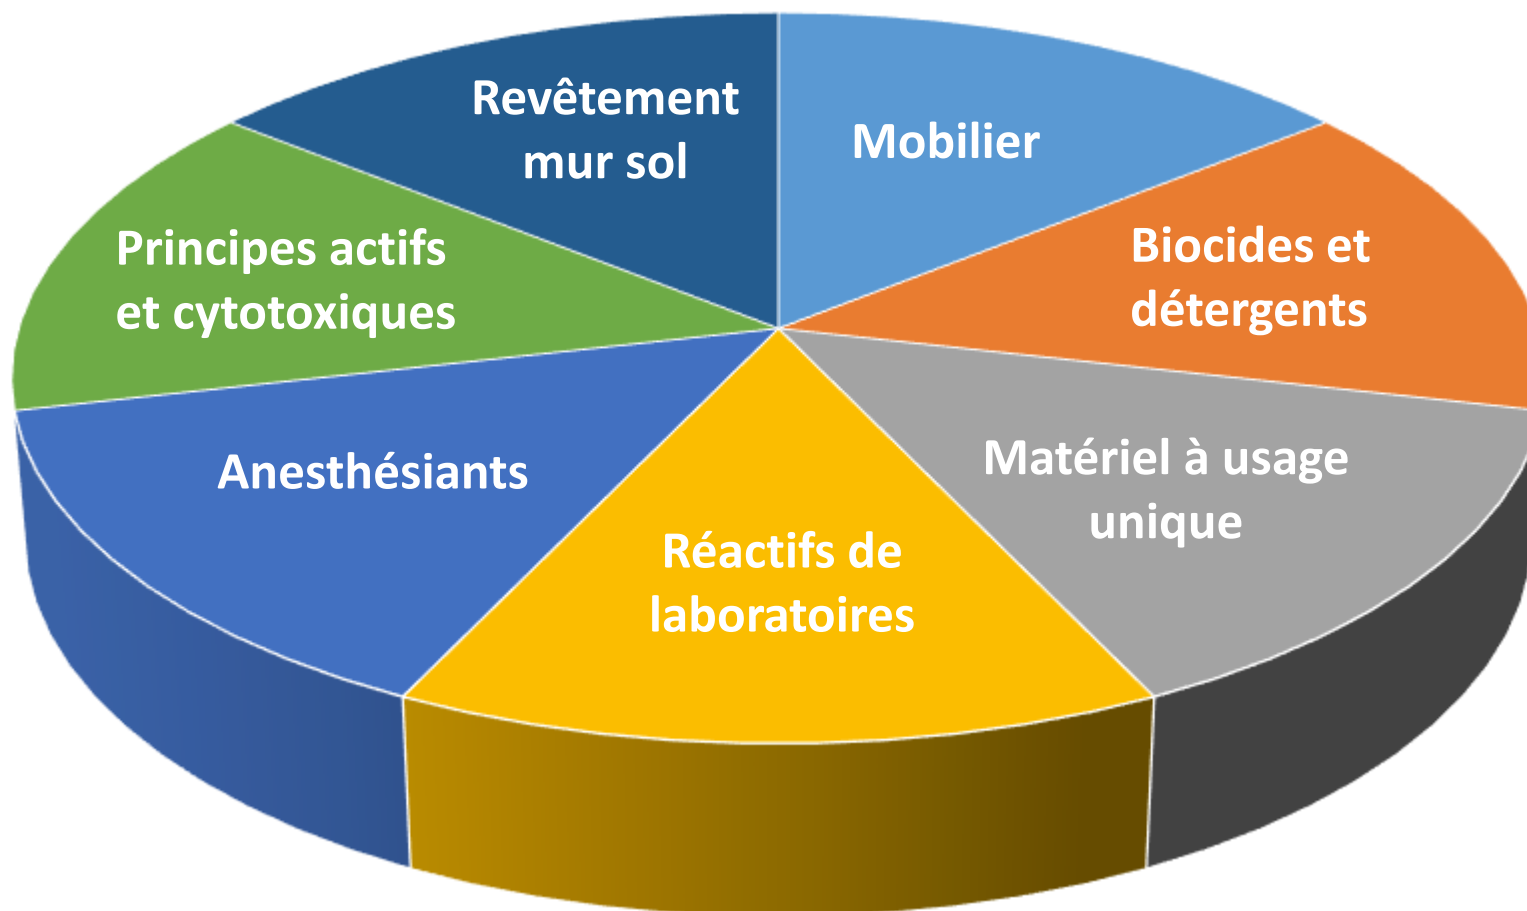 Revêtement
mur sol
Mobilier
Biocides et
détergents
Matériel à usage
unique
Réactifs de
laboratoires
Anesthésiants
Principes actifs
et cytotoxiques